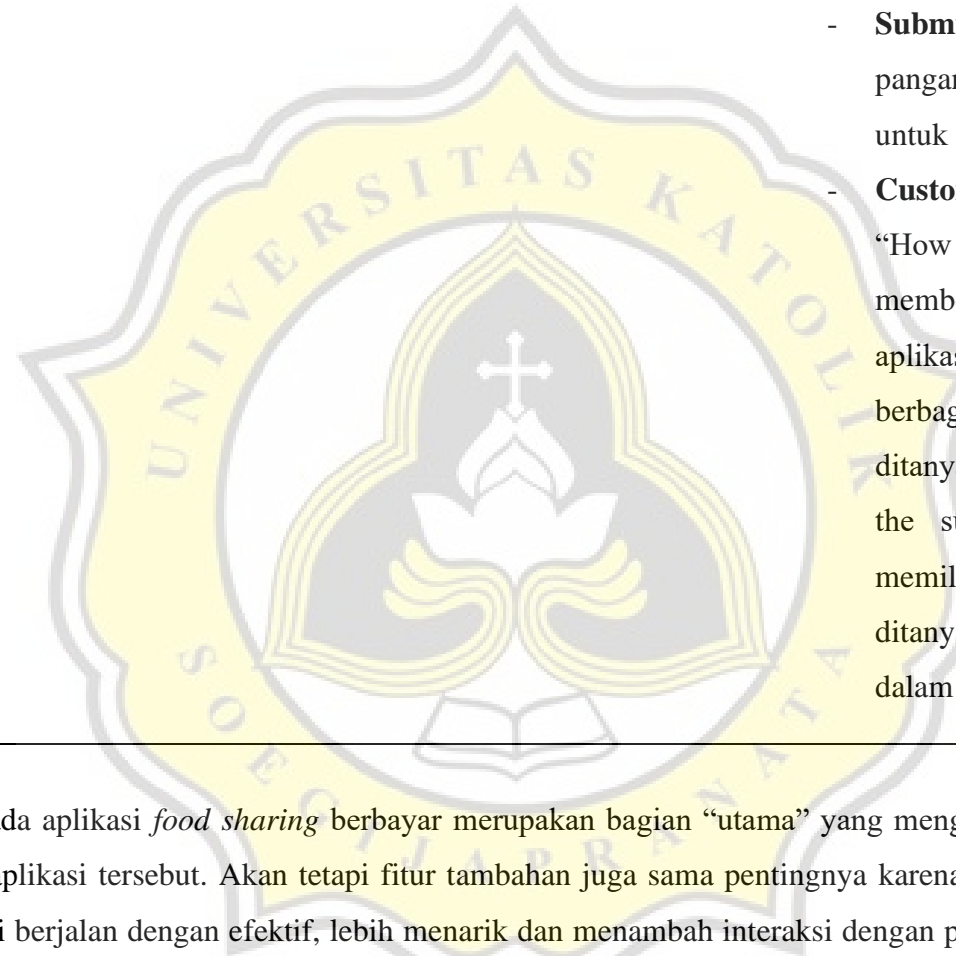 - Subm
pangan
untuk
- Custo
“How
memb
aplikas
berbag
ditany
the su
memil
ditany
dalam
ada aplikasi food sharing berbayar merupakan bagian “utama” yang meng
aplikasi tersebut. Akan tetapi fitur tambahan juga sama pentingnya karena
i berjalan dengan efektif, lebih menarik dan menambah interaksi dengan p
UNIVERSITAS KATOLIK
SOEGIJAPRANATA